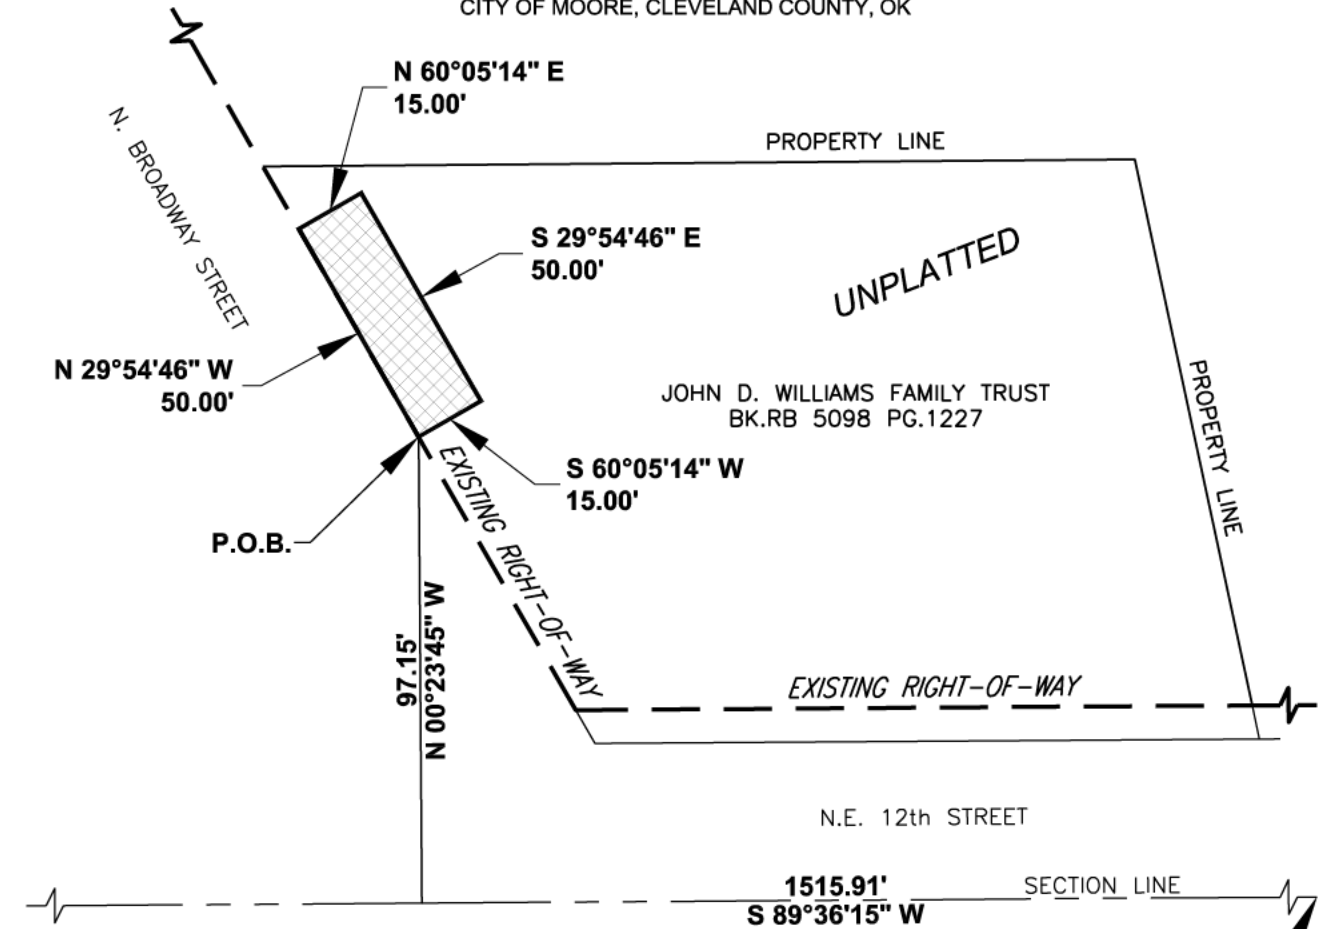 CITY OF MOORE, CLEVELAND COUNTY, OK
N 60°05'14" E
15.00'
N. BROADWAY STREET
PROPERTY LINE
S 29°54'46" E
50.00'
UNPLATTED
N 29°54'46" W
50.00'
JOHN D. WILLIAMS FAMILY TRUST
BK.RB 5098 PG.1227
PROPERTY LINE
S 60°05'14" W
15.00'
P.O.B.
EXISTING RIGHT-OF-WAY
97.15'
N 00°23'45" W
EXISTING RIGHT-OF-WAY
N.E. 12th STREET
1515.91'
SECTION LINE
S 89°36'15" W